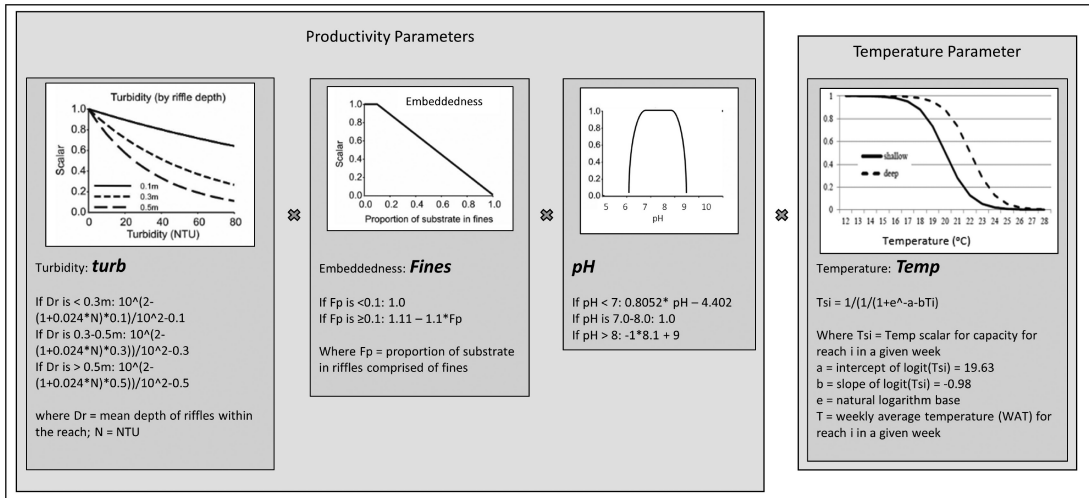 Productivity Parameters
Turbidity (by riffle depth)
1.0
0.8
0.6
0.4
0.2
0.0
Scalar
0.1m
0.3m
0.5m
0 20 40 60 80
Turbidity (NTU)
Turbidity: turb
If Dr is < 0.3m: 10^(2-
(1+0.024*N)*0.1)/10^2-0.1
If Dr is 0.3-0.5m: 10^(2-
(1+0.024*N)*0.3))/10^2-0.3
If Dr is > 0.5m: 10^(2-
(1+0.024*N)*0.5))/10^2-0.5
where Dr = mean depth of riffles within
the reach; N = NTU
Embeddedness
1.0
0.8
0.6
0.4
0.2
0.0
Scalar
0.0 0.2 0.4 0.6 0.8 1.0
Proportion of substrate in fines
Embeddedness: Fines
If Fp is <0.1: 1.0
If Fp is ≥0.1: 1.11 – 1.1*Fp
Where Fp = proportion of substrate
in riffles comprised of fines
1.0
0.8
0.6
0.4
0.2
0.0
5 6 7 8 9 10
pH
pH
If pH < 7: 0.8052* pH – 4.402
If pH is 7.0-8.0: 1.0
If pH > 8: -1*8.1 + 9
Temperature Parameter
1
0.8
0.6
0.4
0.2
0
shallow
deep
12 13 14 15 16 17 18 19 20 21 22 23 24 25 26 27 28
Temperature (°C)
Temperature: Temp
Tsi = 1/(1/(1+e^-a-bTi)
Where Tsi = Temp scalar for capacity for
reach i in a given week
a = intercept of logit(Tsi) = 19.63
b = slope of logit(Tsi) = -0.98
e = natural logarithm base
T = weekly average temperature (WAT) for
reach i in a given week